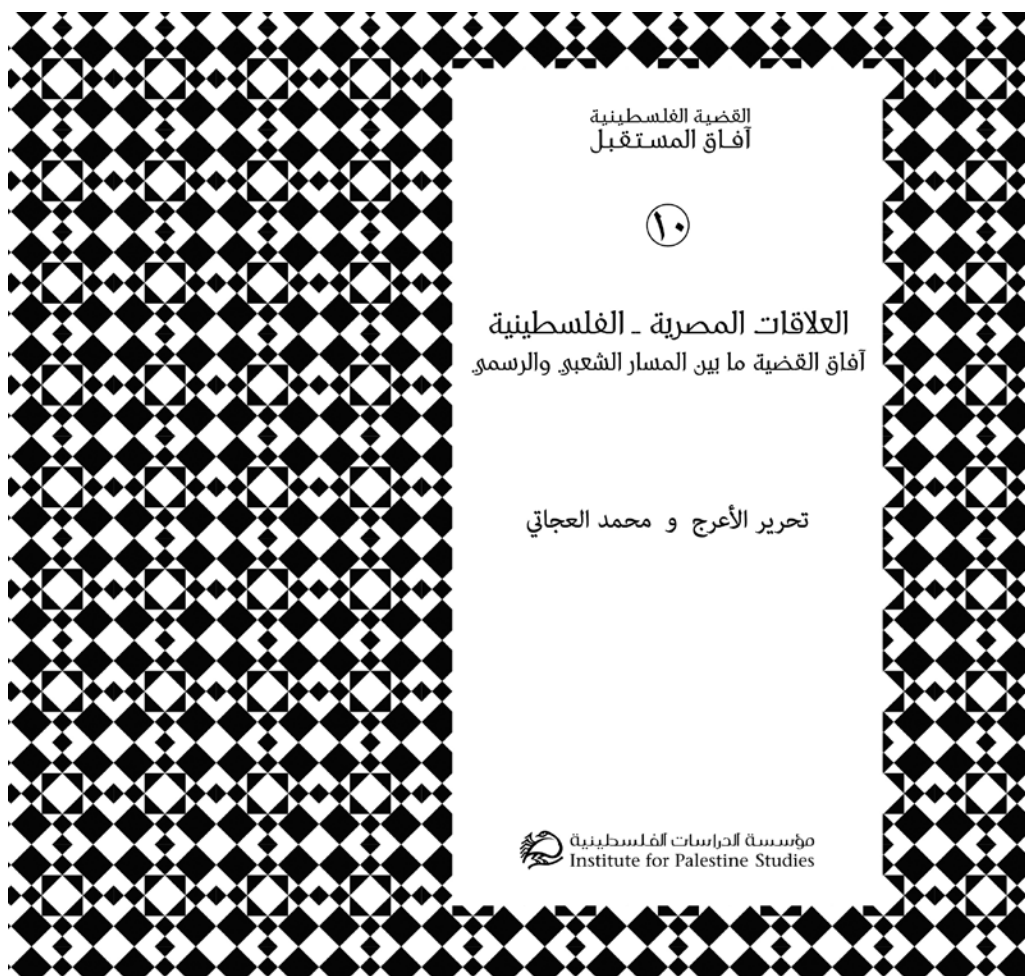 القضية الفلسطينية
آفاق المستقبل
١٠
العلاقات المصرية ـ الفلسطينية
آفاق القضية ما بين المسار الشعبي والرسمي
تحرير الأعرج و محمد العجاتي
مؤسسة الدراسات الفلسطينية
Institute for Palestine Studies